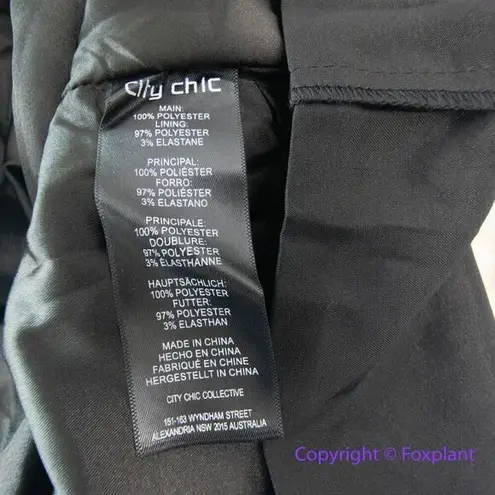 City chic
MAIN:
100% POLYESTER
LINING:
97% POLYESTER
3% ELASTANE
PRINCIPAL:
100% POLIÉSTER
FORRO:
97% POLIÉSTER
3% ELASTANO
PRINCIPALE:
100% POLYESTER
DOUBLURE:
97% POLYESTER
3% ÉLASTHANNE
HAUPTSÄCHLICH:
100% POLYESTER
FUTTER:
97% POLYESTER
3% ELASTHAN
MADE IN CHINA
HECHO EN CHINA
FABRIQUÉ EN CHINE
HERGESTELLT IN CHINA
CITY CHIC COLLECTIVE
151-163 WYNDHAM STREET
ALEXANDRIA NSW 2015 AUSTRALIA
Copyright © Foxplant